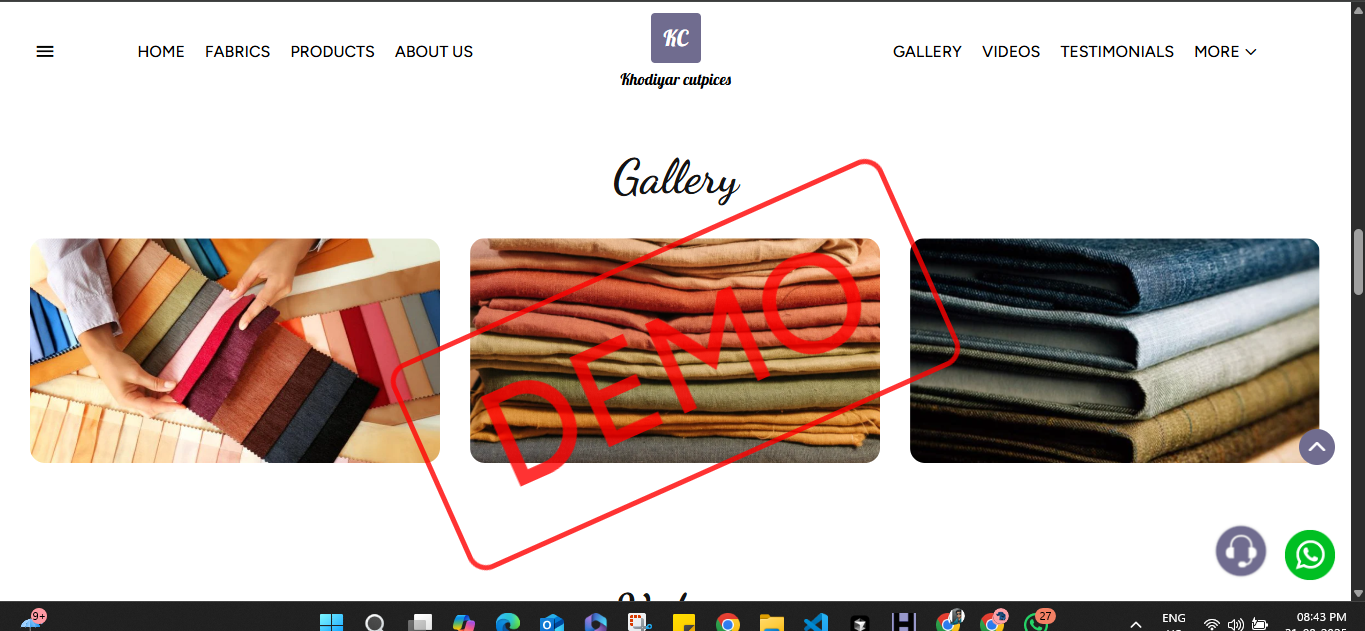 KC
HOME FABRICS PRODUCTS ABOUT US
GALLERY VIDEOS TESTIMONIALS MORE
Khodiyar cutpices
Gallery
DEMO
9+
27
ENG
08:43 PM